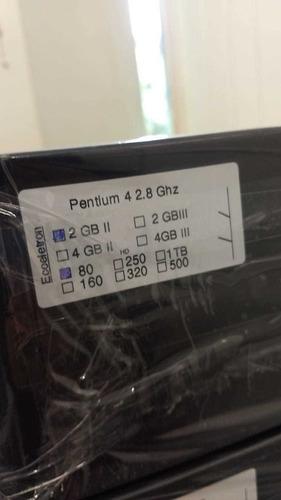 Pentium 4 2.8 Ghz
Ecoaletron
2 GB II 2 GBIII
4 GB II 4GB III
80 HD 250 1TB
160 320 500